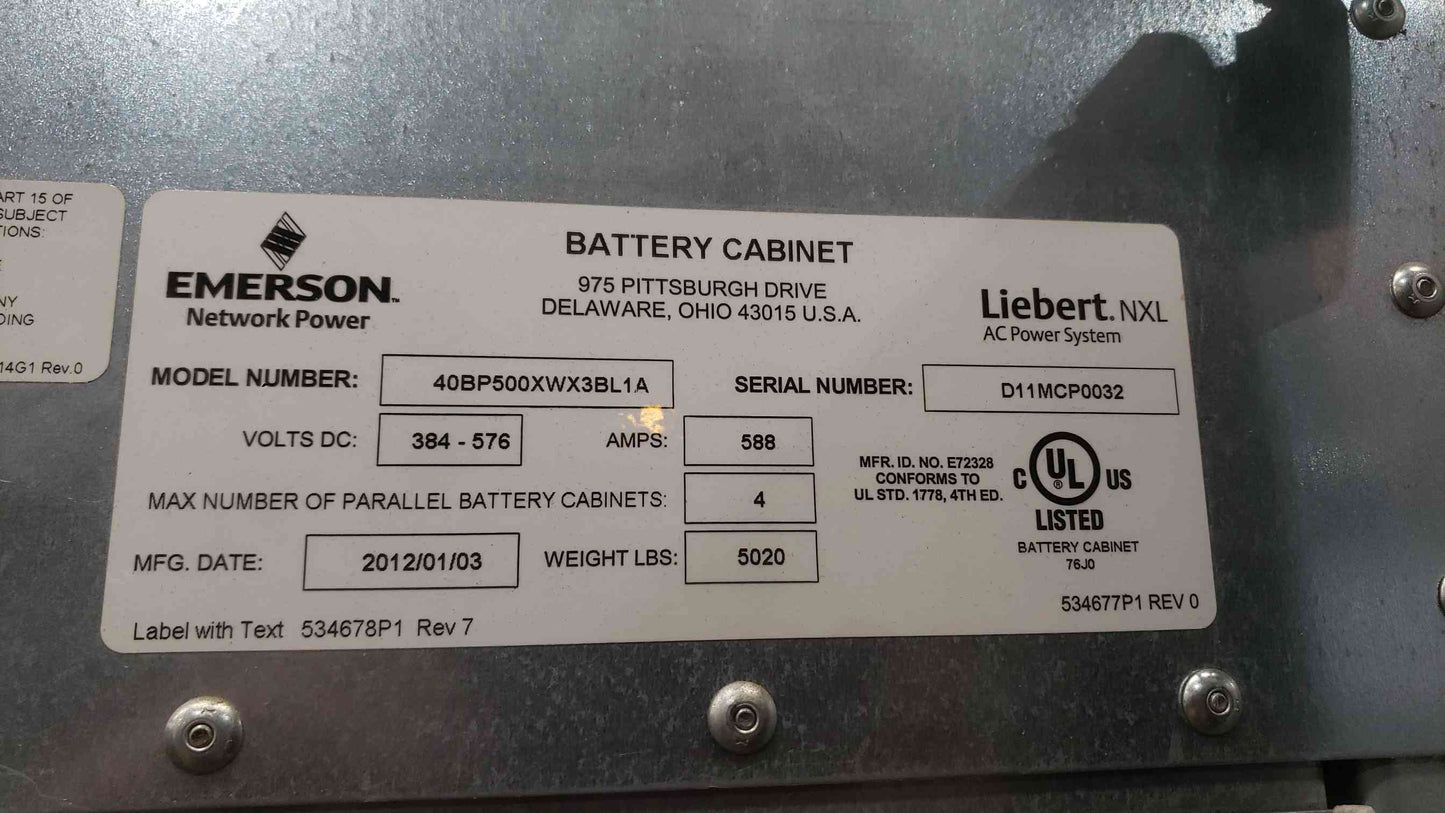 ART 15 OF
SUBJECT
TIONS:
NY
DING
14G1 Rev.0
EMERSON™
Network Power
BATTERY CABINET
975 PITTSBURGH DRIVE
DELAWARE, OHIO 43015 U.S.A.
Liebert. NXL
AC Power System
MODEL NUMBER: 40BP500XWX3BL1A SERIAL NUMBER: D11MCP0032
VOLTS DC: 384 - 576 AMPS: 588
MAX NUMBER OF PARALLEL BATTERY CABINETS: 4
MFG. DATE: 2012/01/03 WEIGHT LBS: 5020
MFR. ID. NO. E72328
CONFORMS TO
UL STD. 1778, 4TH ED.
C UL® US
LISTED
BATTERY CABINET
76J0
534677P1 REV 0
Label with Text 534678P1 Rev 7